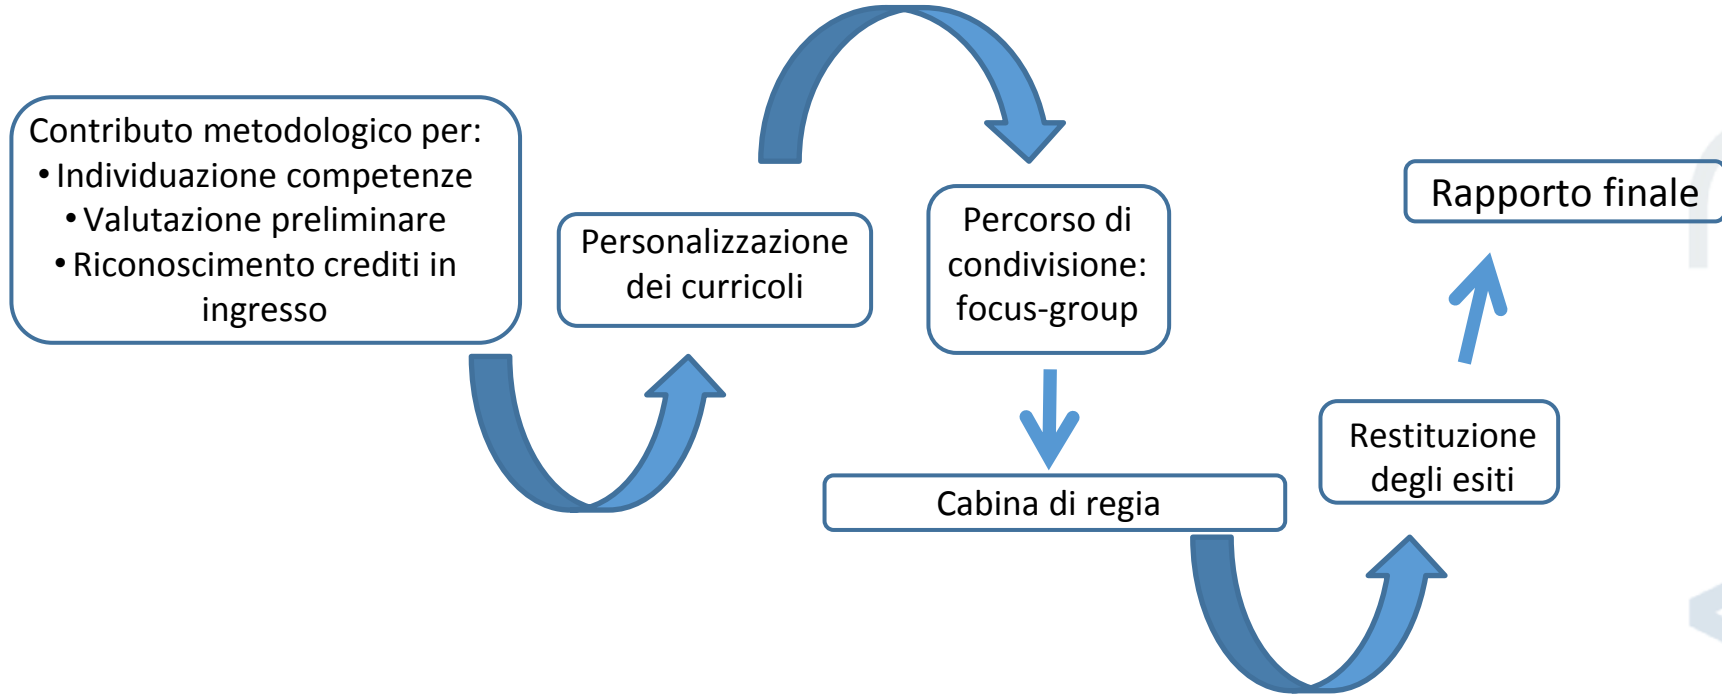 Contributo metodologico per:
• Individuazione competenze
• Valutazione preliminare
• Riconoscimento crediti in
ingresso
Personalizzazione
dei curricoli
Percorso di
condivisione:
focus-group
Cabina di regia
Restituzione
degli esiti
Rapporto finale